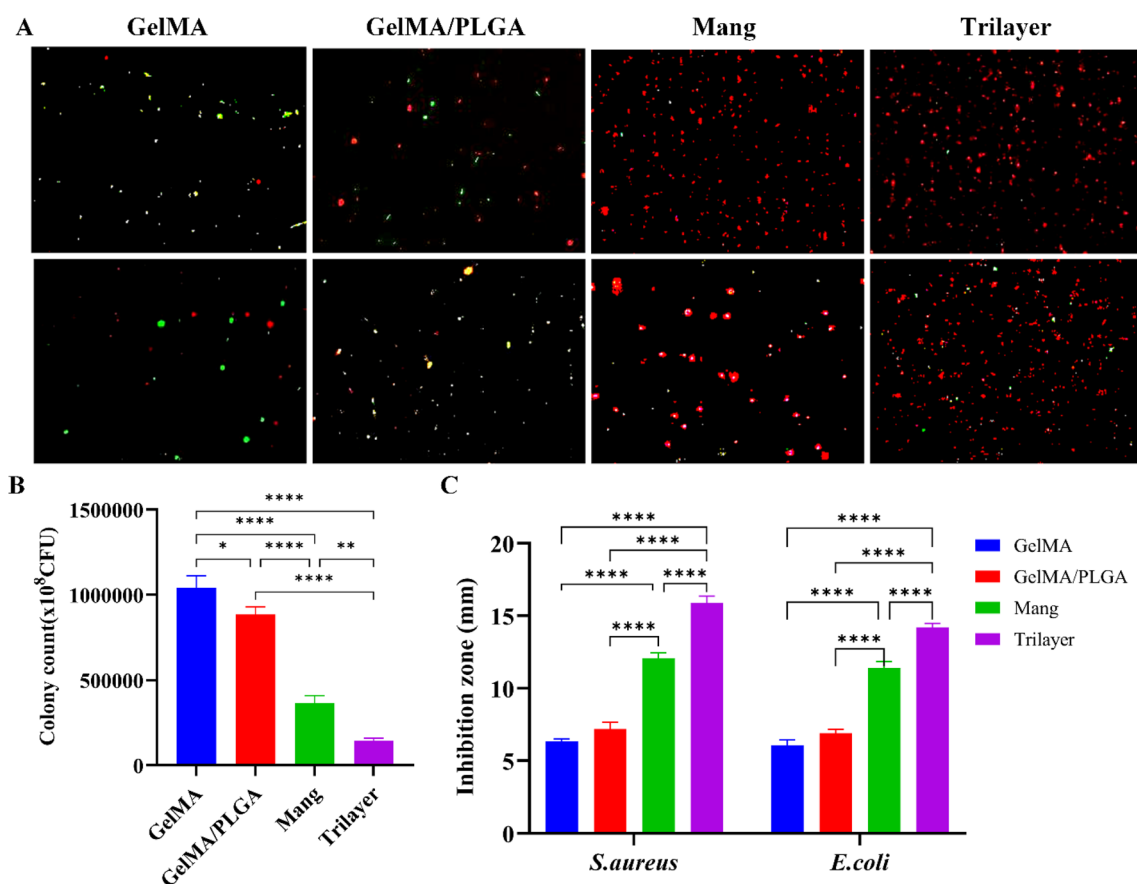 A
GelMA
GelMA/PLGA
Mang
Trilayer
B
Colony count(x10⁸CFU)
1500000
1000000
500000
0
****
****
* **** **
****
GelMA
GelMA/PLGA
Mang
Trilayer
C
Inhibition zone (mm)
20
15
10
5
0
****
****
**** ****
****
****
****
**** ****
****
S.aureus
E.coli
GelMA
GelMA/PLGA
Mang
Trilayer